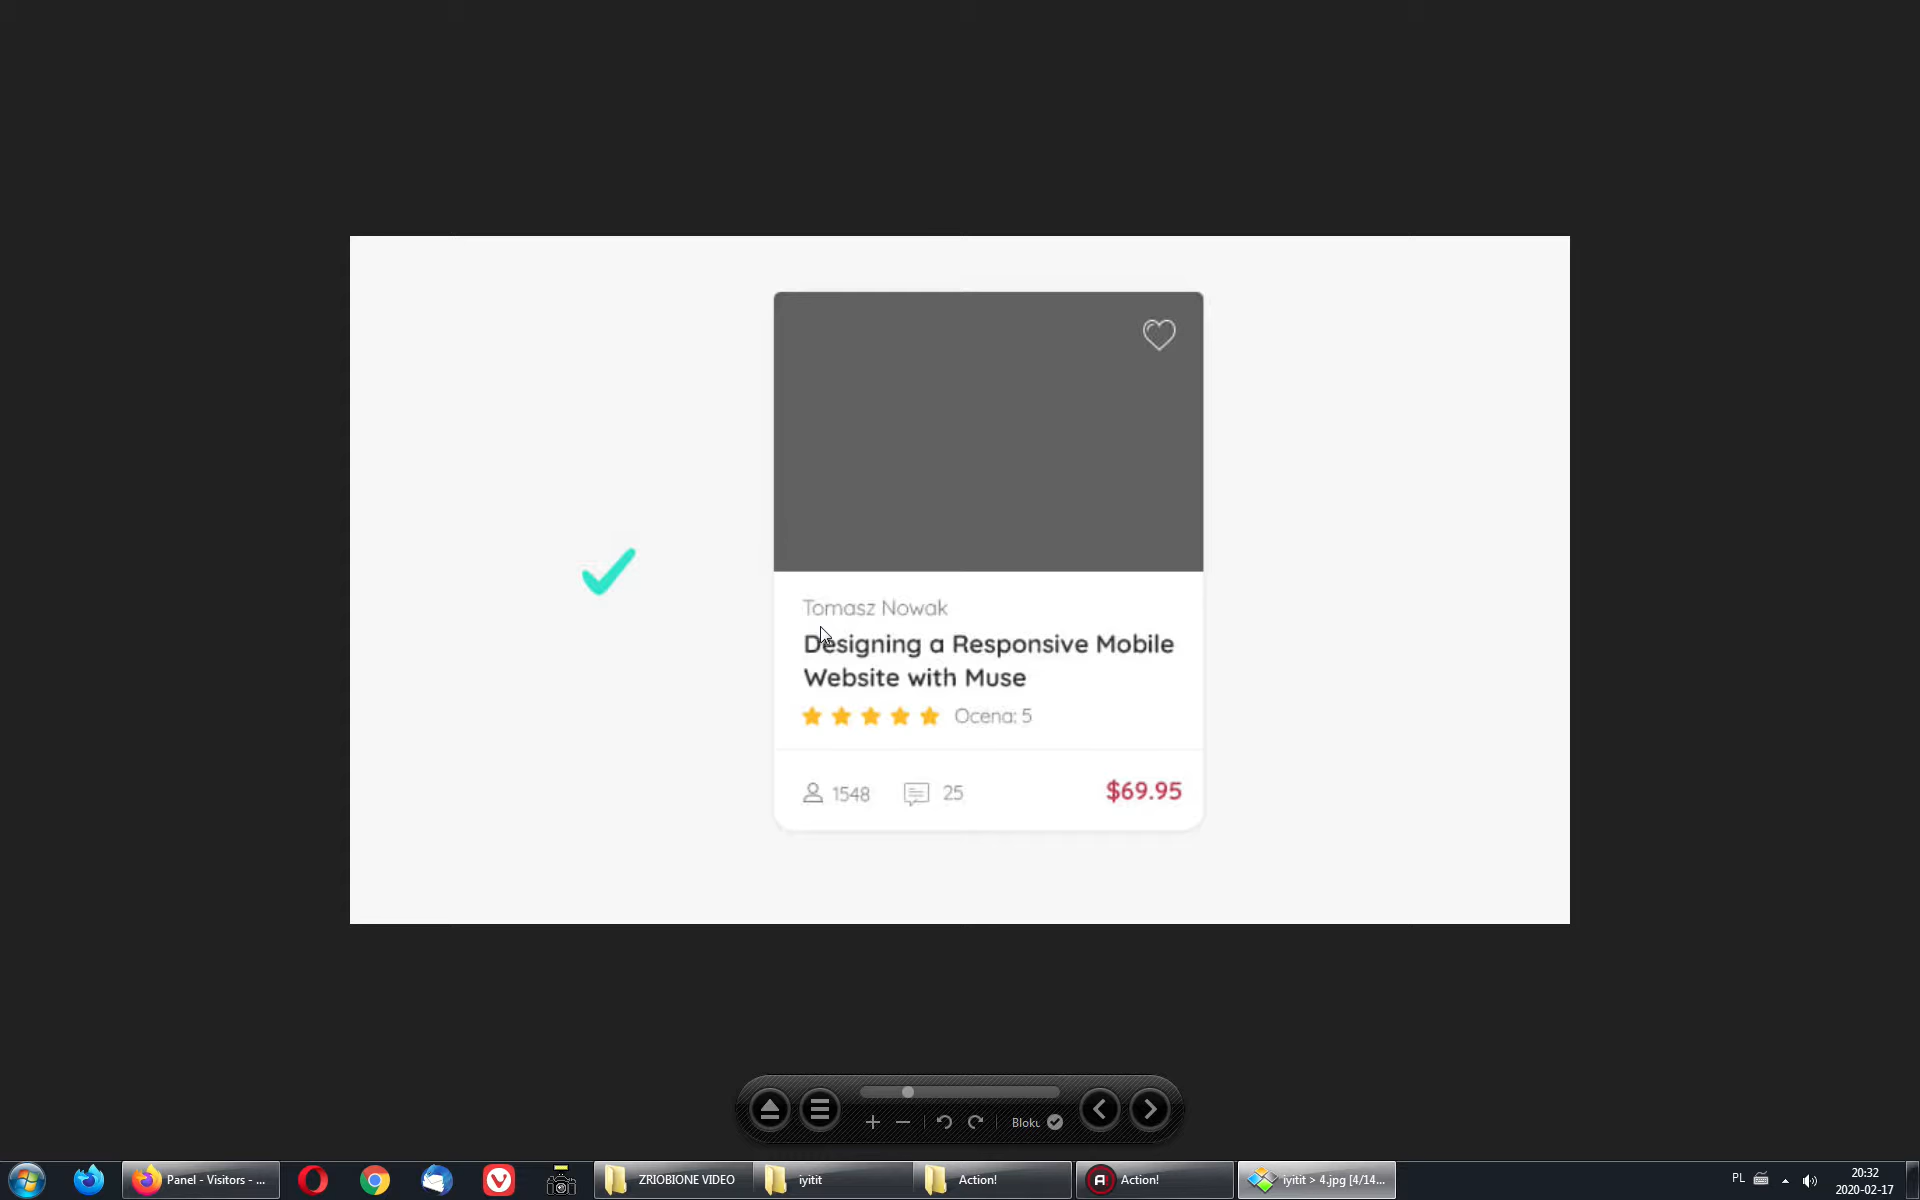 Tomasz Nowak
Designing a Responsive Mobile
Website with Muse
Ocena: 5
1548
25
$69.95
Bloku
Panel - Visitors - ...
ZRIOBIONE VIDEO
iyitit
Action!
Action!
iyitit > 4.jpg [4/14...
PL
20:32
2020-02-17